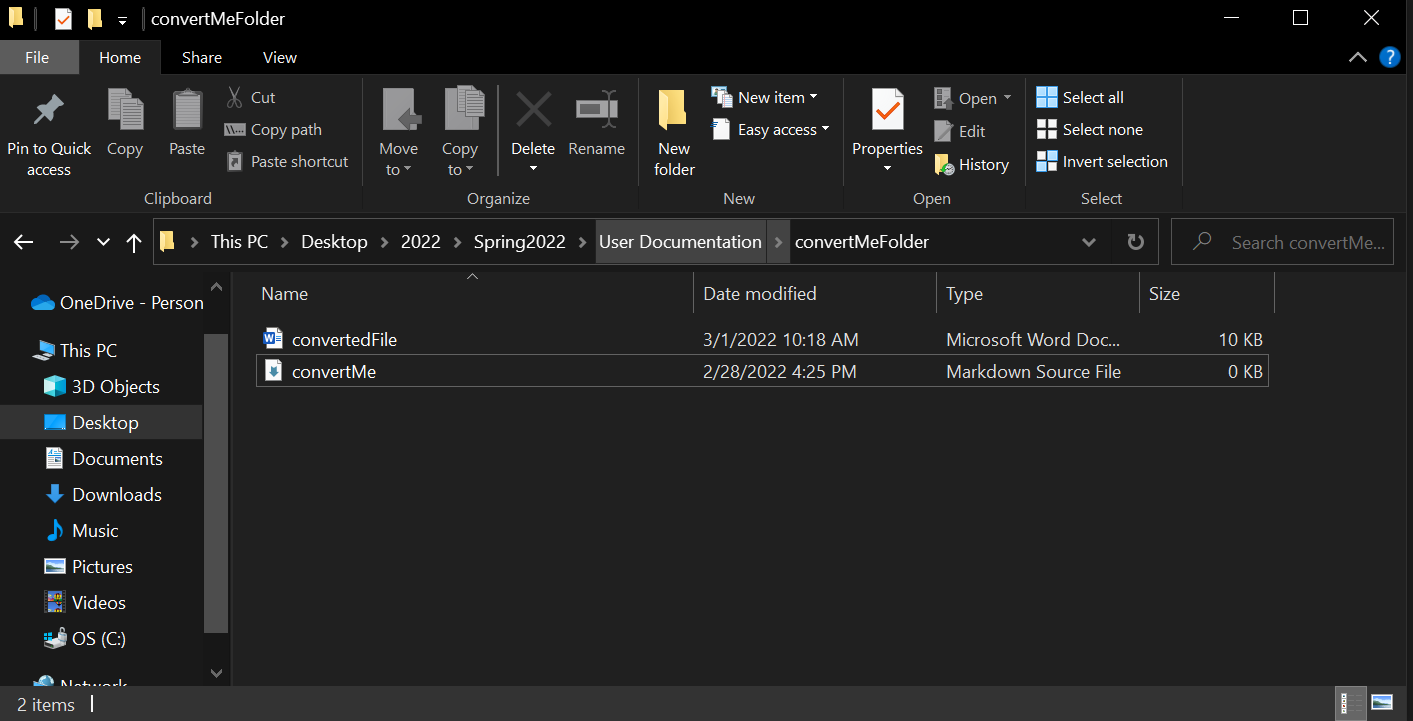 convertMeFolder
File Home Share View
Pin to Quick access
Copy
Paste
Cut
Copy path
Paste shortcut
Clipboard
Move to
Copy to
Delete
Rename
Organize
New folder
New item
Easy access
New
Properties
Open
Edit
History
Open
Select all
Select none
Invert selection
Select
This PC Desktop 2022 Spring2022 User Documentation convertMeFolder
Search convertMe...
OneDrive - Person
This PC
3D Objects
Desktop
Documents
Downloads
Music
Pictures
Videos
OS (C:)
Network
Name Date modified Type Size
convertedFile 3/1/2022 10:18 AM Microsoft Word Doc... 10 KB
convertMe 2/28/2022 4:25 PM Markdown Source File 0 KB
2 items